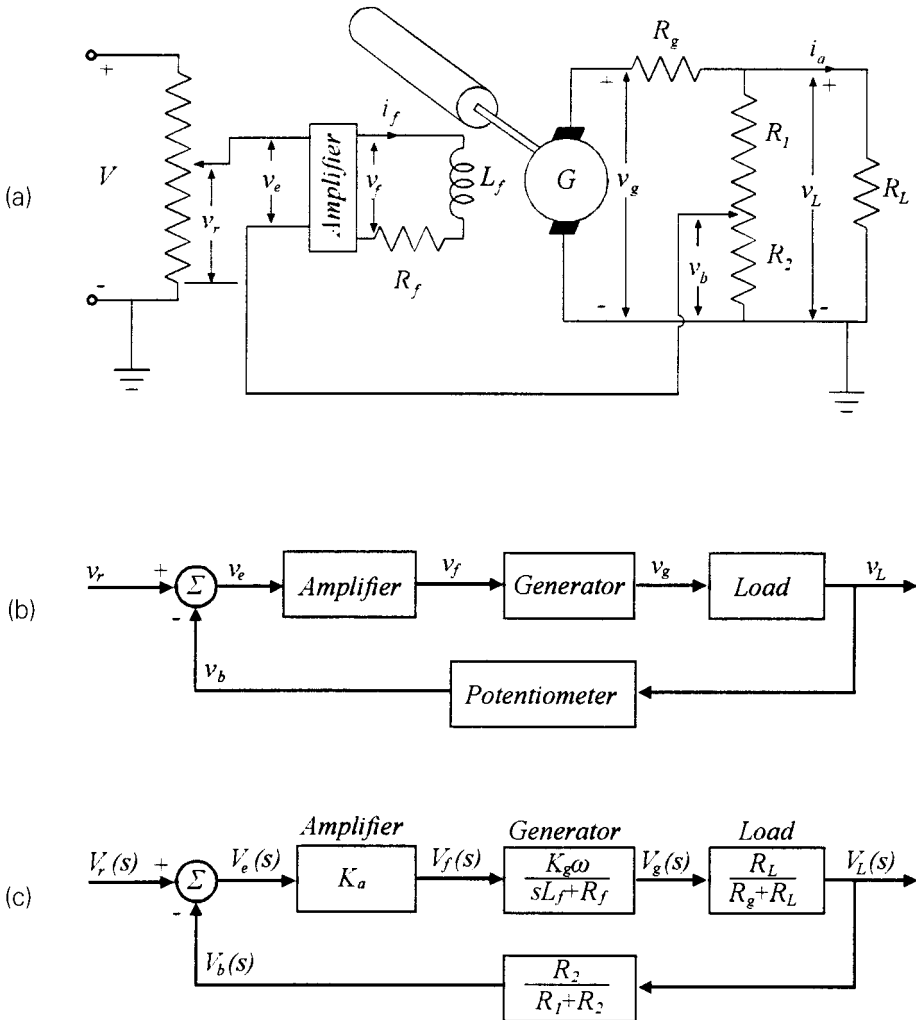 (a)
V
+
-
v_r
v_e
Amplifier
i_f
v_f
L_f
R_f
G
+
-
v_g
R_g
i_a
R_1
R_2
v_b
+
-
v_L
R_L
(b)
v_r
+
-
Σ
v_e
Amplifier
v_f
Generator
v_g
Load
v_L
v_b
Potentiometer
(c)
Amplifier Generator Load
V_r(s)
+
-
Σ
V_e(s)
K_a
V_f(s)
K_gω
sL_f+R_f
V_g(s)
R_L
R_g+R_L
V_L(s)
V_b(s)
R_2
R_1+R_2